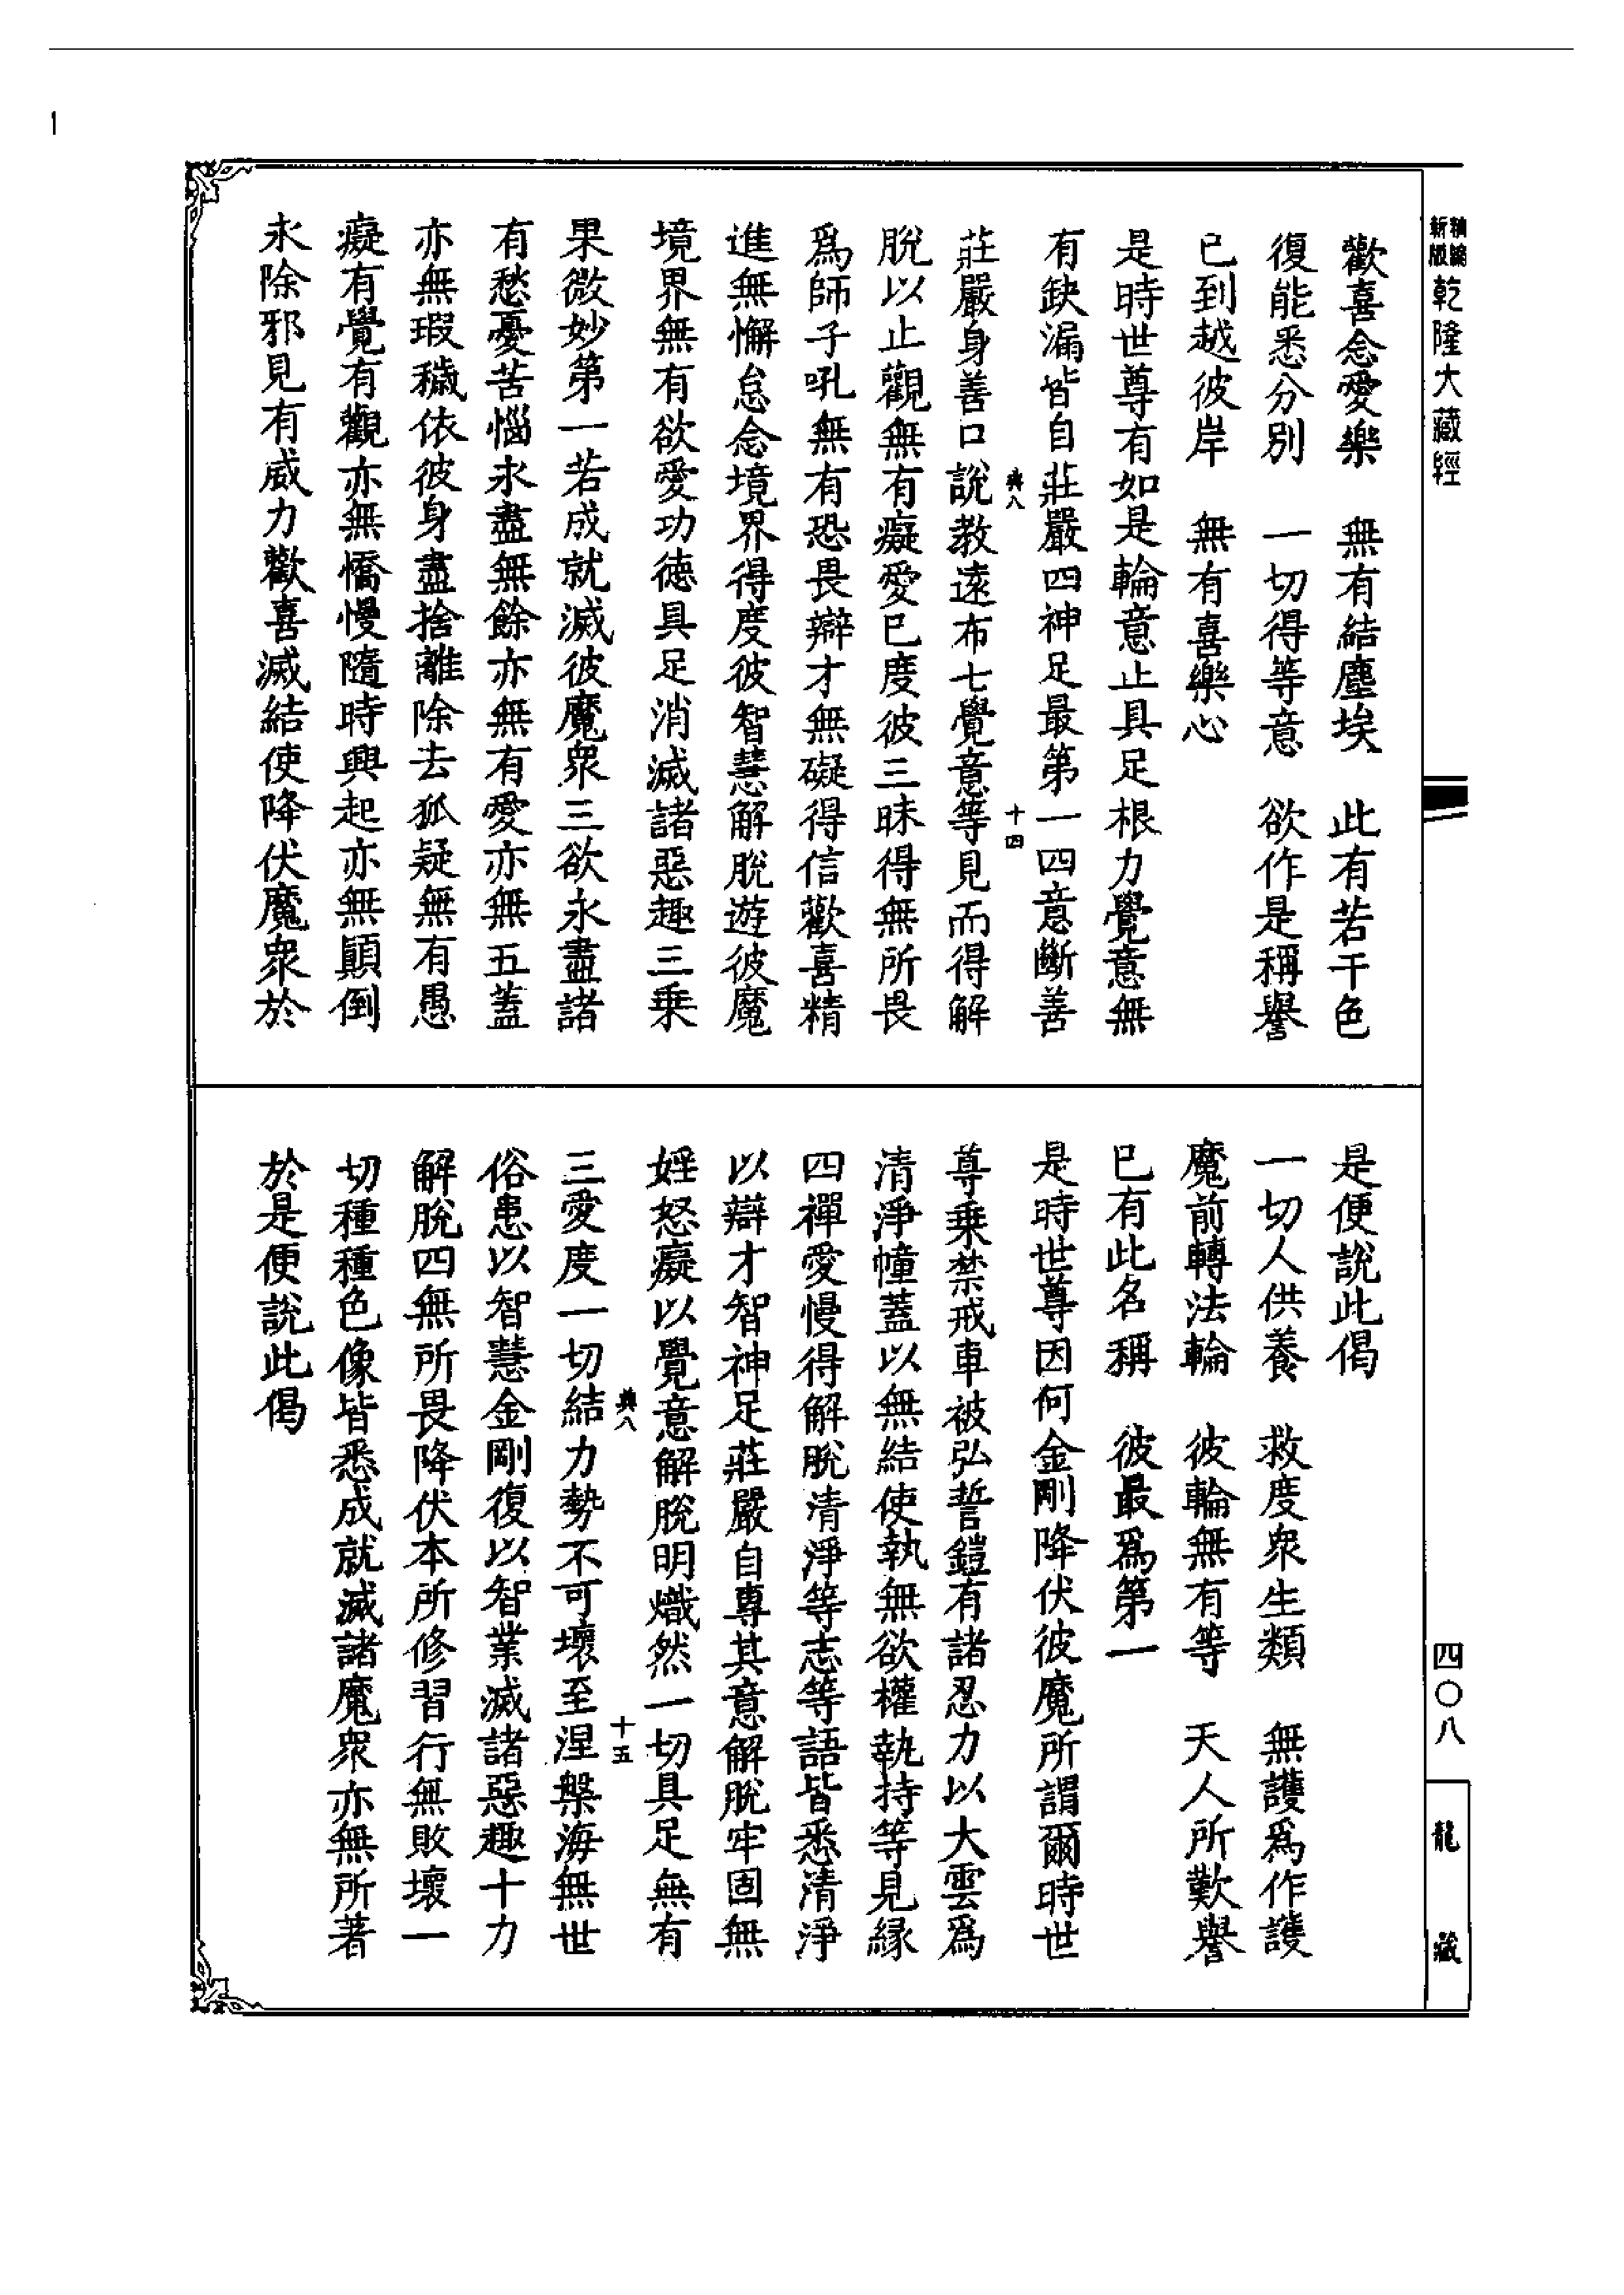 新版精編乾隆大藏經
歡喜念愛樂　無有結塵埃　此有若干色
復能悉分別　一切得等意　欲作是稱譽
已到越彼岸　無有喜樂心
是時世尊有如是輪意止具足根力覺意無
有缺漏皆自莊嚴四神足最第一四意斷善
典八　十四
莊嚴身善口說教遠布七覺意等見而得解
脫以止觀無有癡愛已度彼三昧得無所畏
爲師子吼無有恐畏辯才無礙得信歡喜精
進無懈怠念境界得度彼智慧解脫遊彼魔
境界無有欲愛功德具足消滅諸惡趣三乘
果微妙第一若成就滅彼魔衆三欲永盡諸
有愁憂苦惱永盡無餘亦無有愛亦無五蓋
亦無瑕穢依彼身盡捨離除去狐疑無有愚
癡有覺有觀亦無憍慢隨時興起亦無顚倒
永除邪見有威力歡喜滅結使降伏魔衆於
是便說此偈
一切人供養　救度衆生類　無護爲作護
魔前轉法輪　彼輪無有等　天人所歎譽
已有此名稱　彼最爲第一
是時世尊因何金剛降伏彼魔所謂爾時世
尊乘禁戒車被弘誓鎧有諸忍力以大雲爲
清淨幢蓋以無結使執無欲權執持等見縁
四禪愛慢得解脫清淨等志等語皆悉清淨
以辯才智神足莊嚴自專其意解脫牢固無
婬怒癡以覺意解脫明熾然一切具足無有
典八　十五
三愛度一切結力勢不可壞至涅槃海無世
俗患以智慧金剛復以智業滅諸惡趣十力
解脫四無所畏降伏本所修習行無敗壞一
切種種色像皆悉成就滅諸魔衆亦無所著
於是便說此偈
四〇八
龍藏